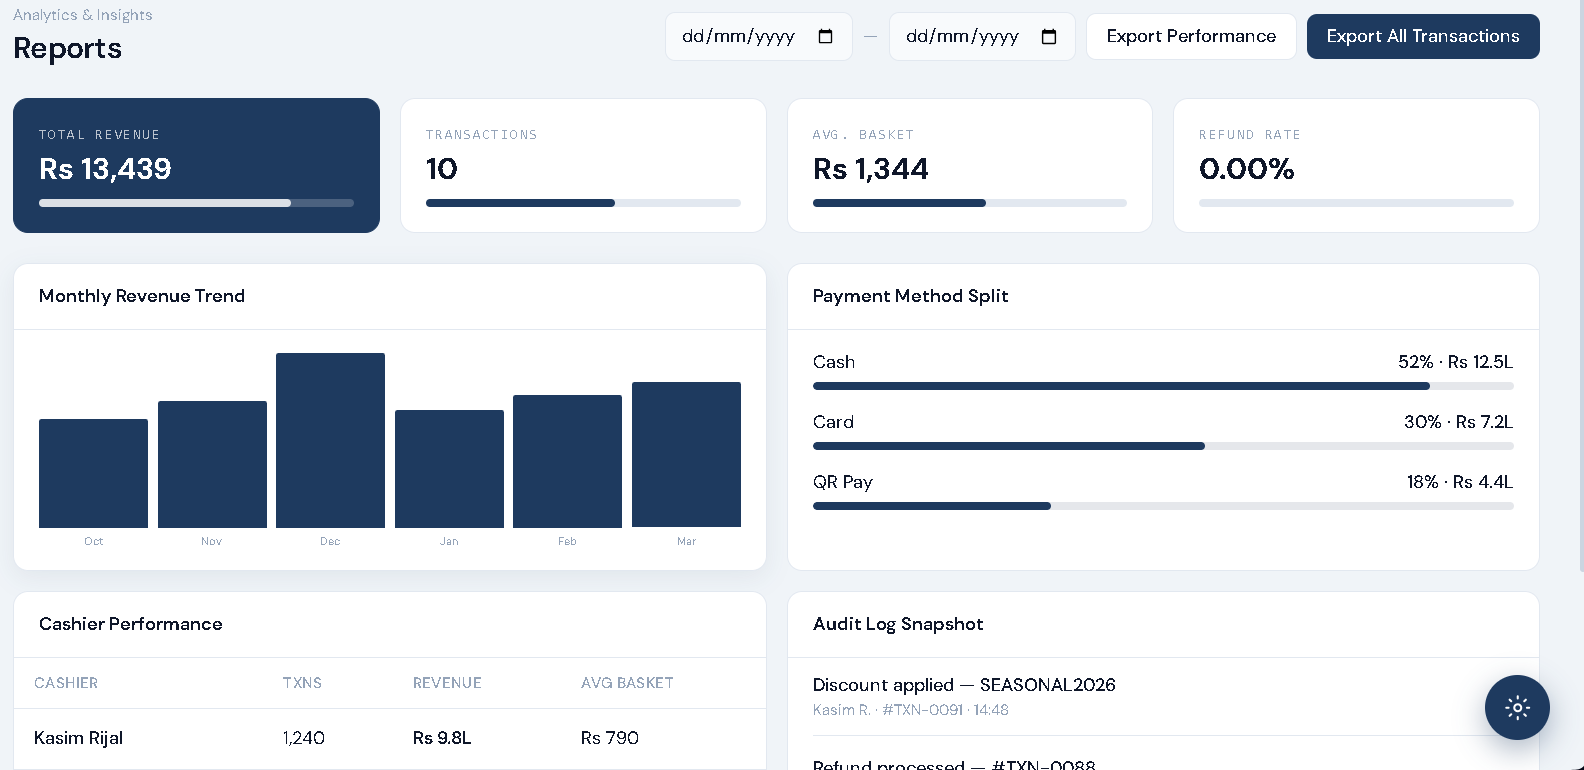 Analytics & Insights
Reports
dd/mm/yyyy — dd/mm/yyyy Export Performance Export All Transactions
TOTAL REVENUE
Rs 13,439
TRANSACTIONS
10
AVG. BASKET
Rs 1,344
REFUND RATE
0.00%
Monthly Revenue Trend
Oct Nov Dec Jan Feb Mar
Payment Method Split
Cash 52% · Rs 12.5L
Card 30% · Rs 7.2L
QR Pay 18% · Rs 4.4L
Cashier Performance
CASHIER TXNS REVENUE AVG BASKET
Kasim Rijal 1,240 Rs 9.8L Rs 790
Audit Log Snapshot
Discount applied — SEASONAL2026
Kasim R. · #TXN-0091 · 14:48
Refund processed — #TXN-0088